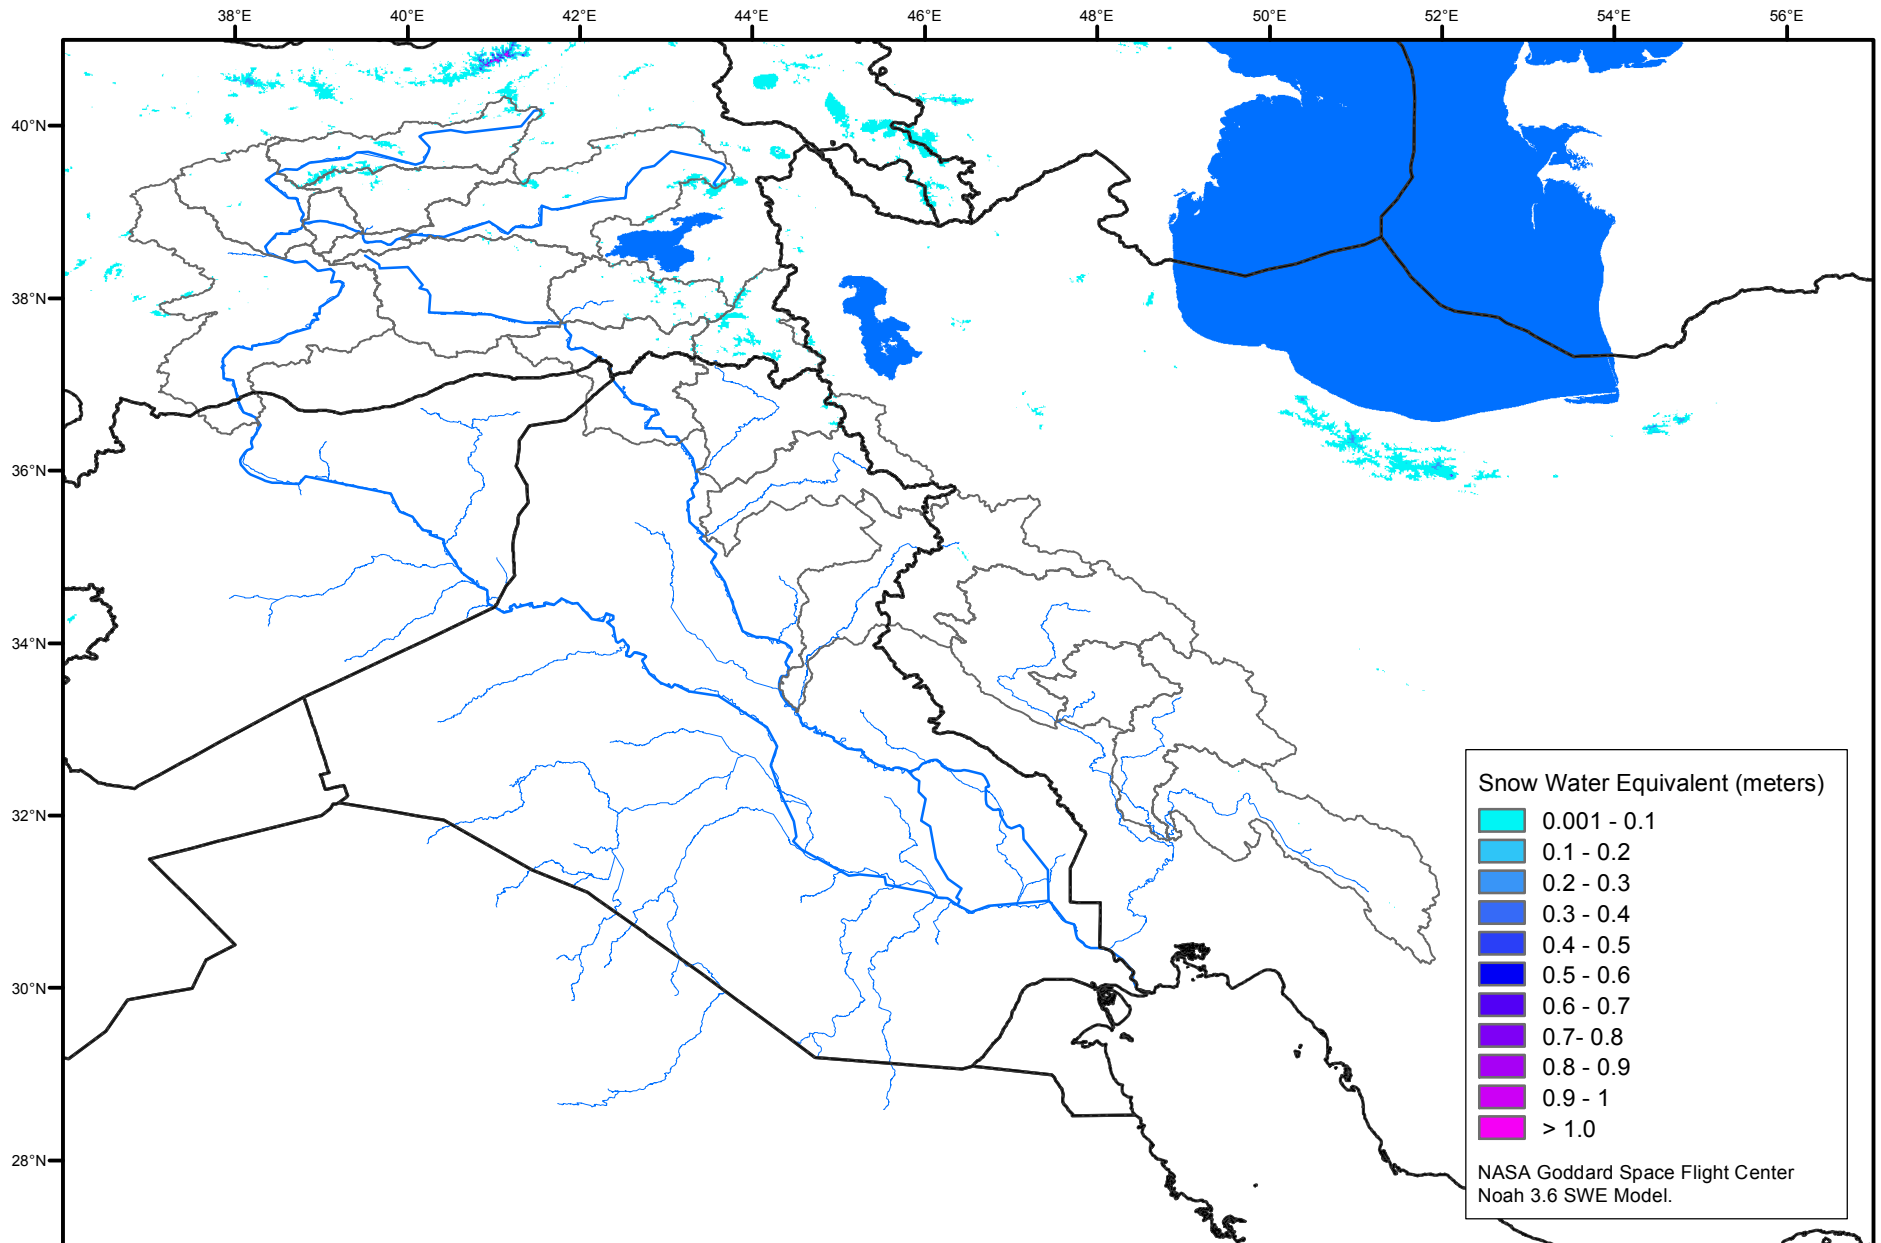 38°E 40°E 42°E 44°E 46°E 48°E 50°E 52°E 54°E 56°E
40°N
38°N
36°N
34°N
32°N
30°N
28°N
Snow Water Equivalent (meters)
0.001 - 0.1
0.1 - 0.2
0.2 - 0.3
0.3 - 0.4
0.4 - 0.5
0.5 - 0.6
0.6 - 0.7
0.7- 0.8
0.8 - 0.9
0.9 - 1
> 1.0
NASA Goddard Space Flight Center
Noah 3.6 SWE Model.